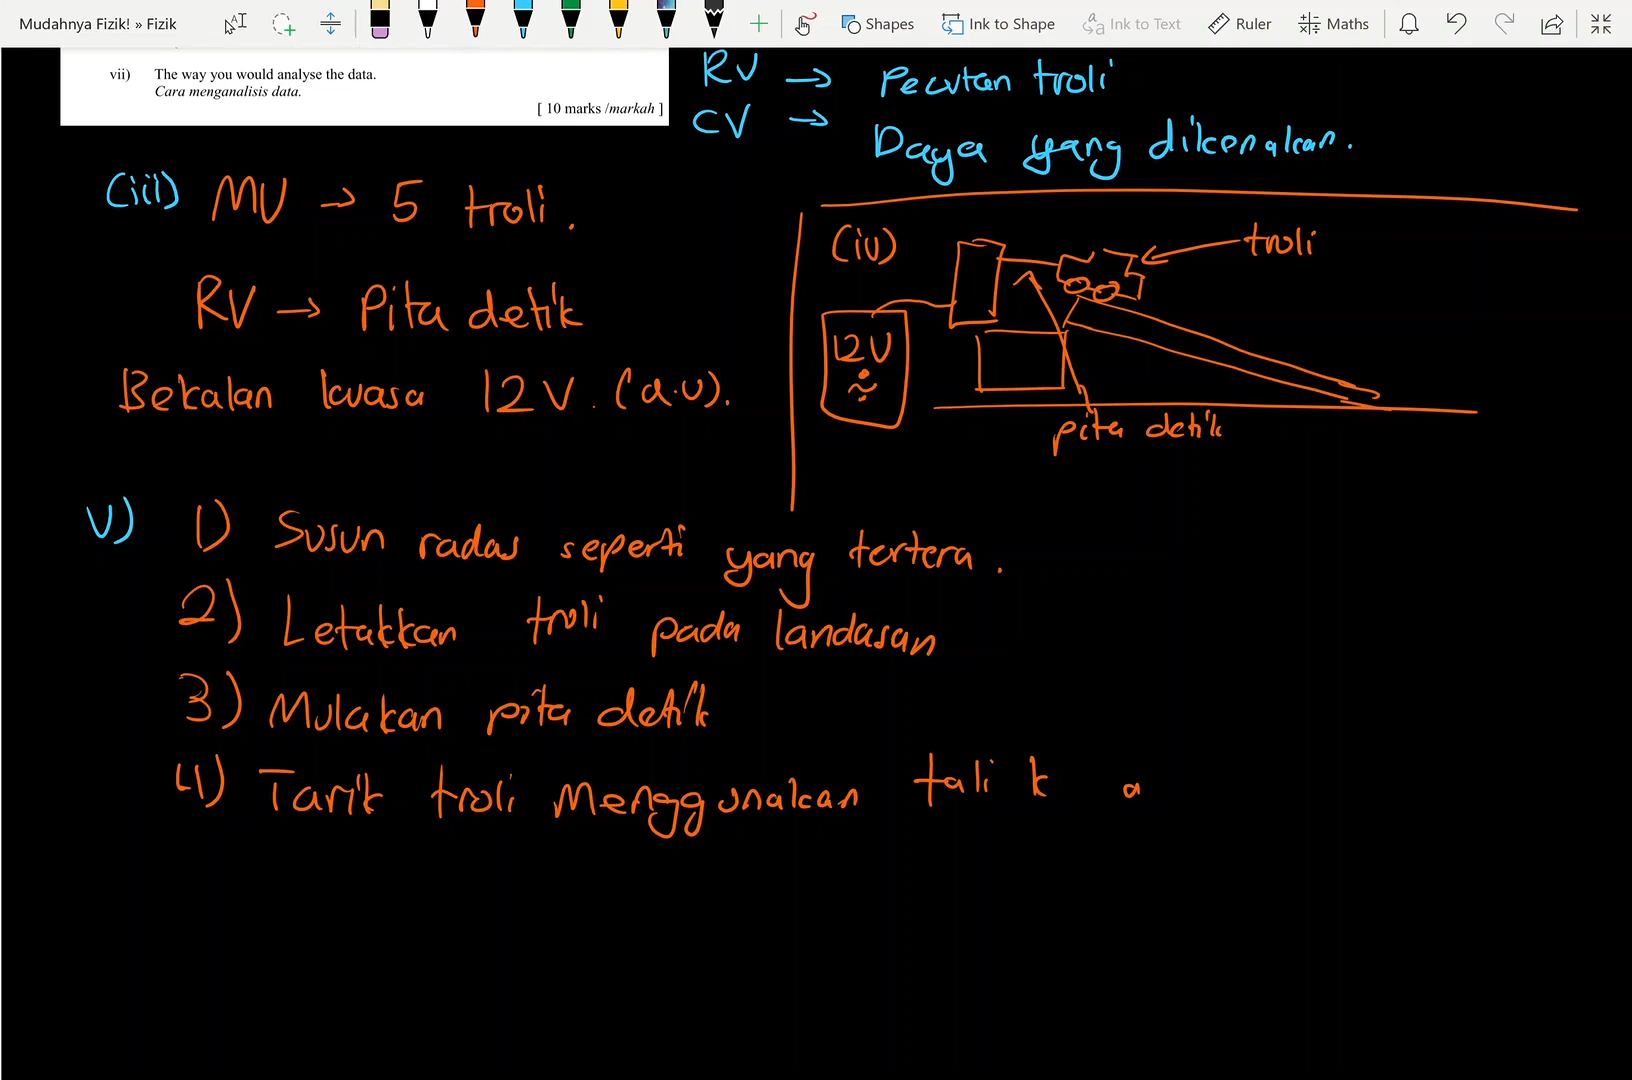 Mudahnya Fizik! » Fizik
Shapes
Ink to Shape
Ink to Text
Ruler
Maths
vii) The way you would analyse the data.
Cara menganalisis data.
[ 10 marks /markah ]
RV → Pecutan troli
CV → Daya yang dikenakan.
(iii) MV → 5 troli.
RV → Pita detik
Bekalan kuasa 12 V. (a.u).
(iv)
troli
12V
pita detik
v) 1) Susun radas seperti yang tertera.
2) Letakkan troli pada landasan
3) Mulakan pita detik
4) Tarik troli menggunakan tali k a